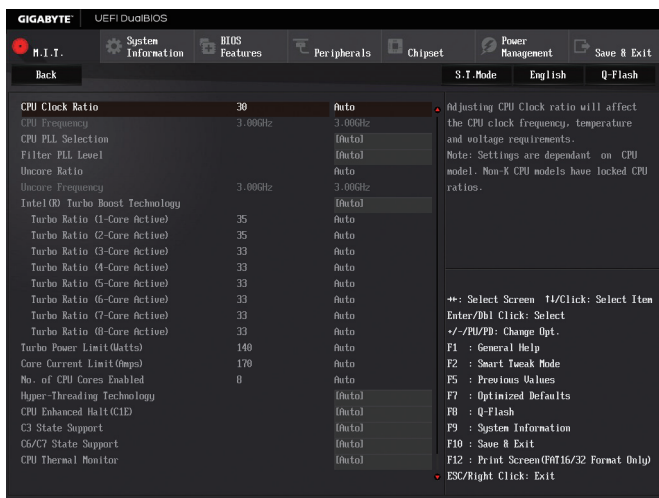 GIGABYTE™ UEFI DualBIOS
M.I.T. System Information BIOS Features Peripherals Chipset Power Management Save & Exit
Back S.T.Mode English Q-Flash
CPU Clock Ratio 30 Auto
CPU Frequency 3.00GHz 3.00GHz
CPU PLL Selection [Auto]
Filter PLL Level [Auto]
Uncore Ratio Auto
Uncore Frequency 3.00GHz 3.00GHz
Intel(R) Turbo Boost Technology [Auto]
Turbo Ratio (1-Core Active) 35 Auto
Turbo Ratio (2-Core Active) 35 Auto
Turbo Ratio (3-Core Active) 33 Auto
Turbo Ratio (4-Core Active) 33 Auto
Turbo Ratio (5-Core Active) 33 Auto
Turbo Ratio (6-Core Active) 33 Auto
Turbo Ratio (7-Core Active) 33 Auto
Turbo Ratio (8-Core Active) 33 Auto
Turbo Power Limit(Watts) 140 Auto
Core Current Limit(Amps) 170 Auto
No. of CPU Cores Enabled 8 Auto
Hyper-Threading Technology [Auto]
CPU Enhanced Halt(C1E) [Auto]
C3 State Support [Auto]
C6/C7 State Support [Auto]
CPU Thermal Monitor [Auto]
Adjusting CPU Clock ratio will affect
the CPU clock frequency, temperature
and voltage requirements.
Note: Settings are dependant on CPU
model. Non-K CPU models have locked CPU
ratios.
→←: Select Screen ↑↓/Click: Select Item
Enter/Dbl Click: Select
+/-/PU/PD: Change Opt.
F1 : General Help
F2 : Smart Tweak Mode
F5 : Previous Values
F7 : Optimized Defaults
F8 : Q-Flash
F9 : System Information
F10 : Save & Exit
F12 : Print Screen(FAT16/32 Format Only)
ESC/Right Click: Exit